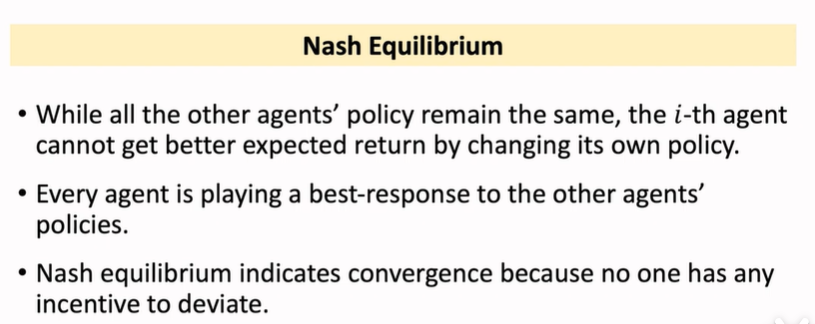 Nash Equilibrium
• While all the other agents’ policy remain the same, the i-th agent
cannot get better expected return by changing its own policy.
• Every agent is playing a best-response to the other agents’
policies.
• Nash equilibrium indicates convergence because no one has any
incentive to deviate.